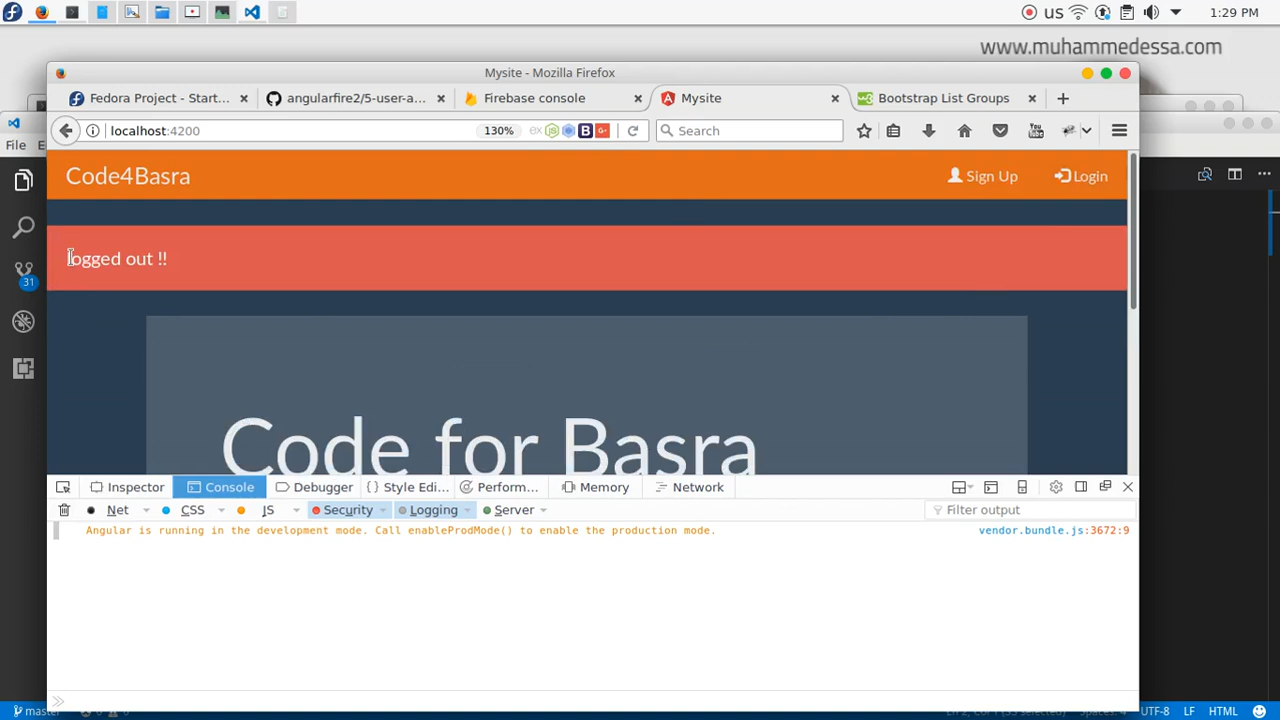 us
1:29 PM
www.muhammedessa.com
Mysite - Mozilla Firefox
Fedora Project - Start...
angularfire2/5-user-a...
Firebase console
Mysite
Bootstrap List Groups
localhost:4200
130%
Search
File
Code4Basra
Sign Up
Login
logged out !!
Code for Basra
Inspector
Console
Debugger
Style Edi...
Perform...
Memory
Network
Net
CSS
JS
Security
Logging
Server
Filter output
Angular is running in the development mode. Call enableProdMode() to enable the production mode.
vendor.bundle.js:3672:9
31
master
UTF-8
LF
HTML